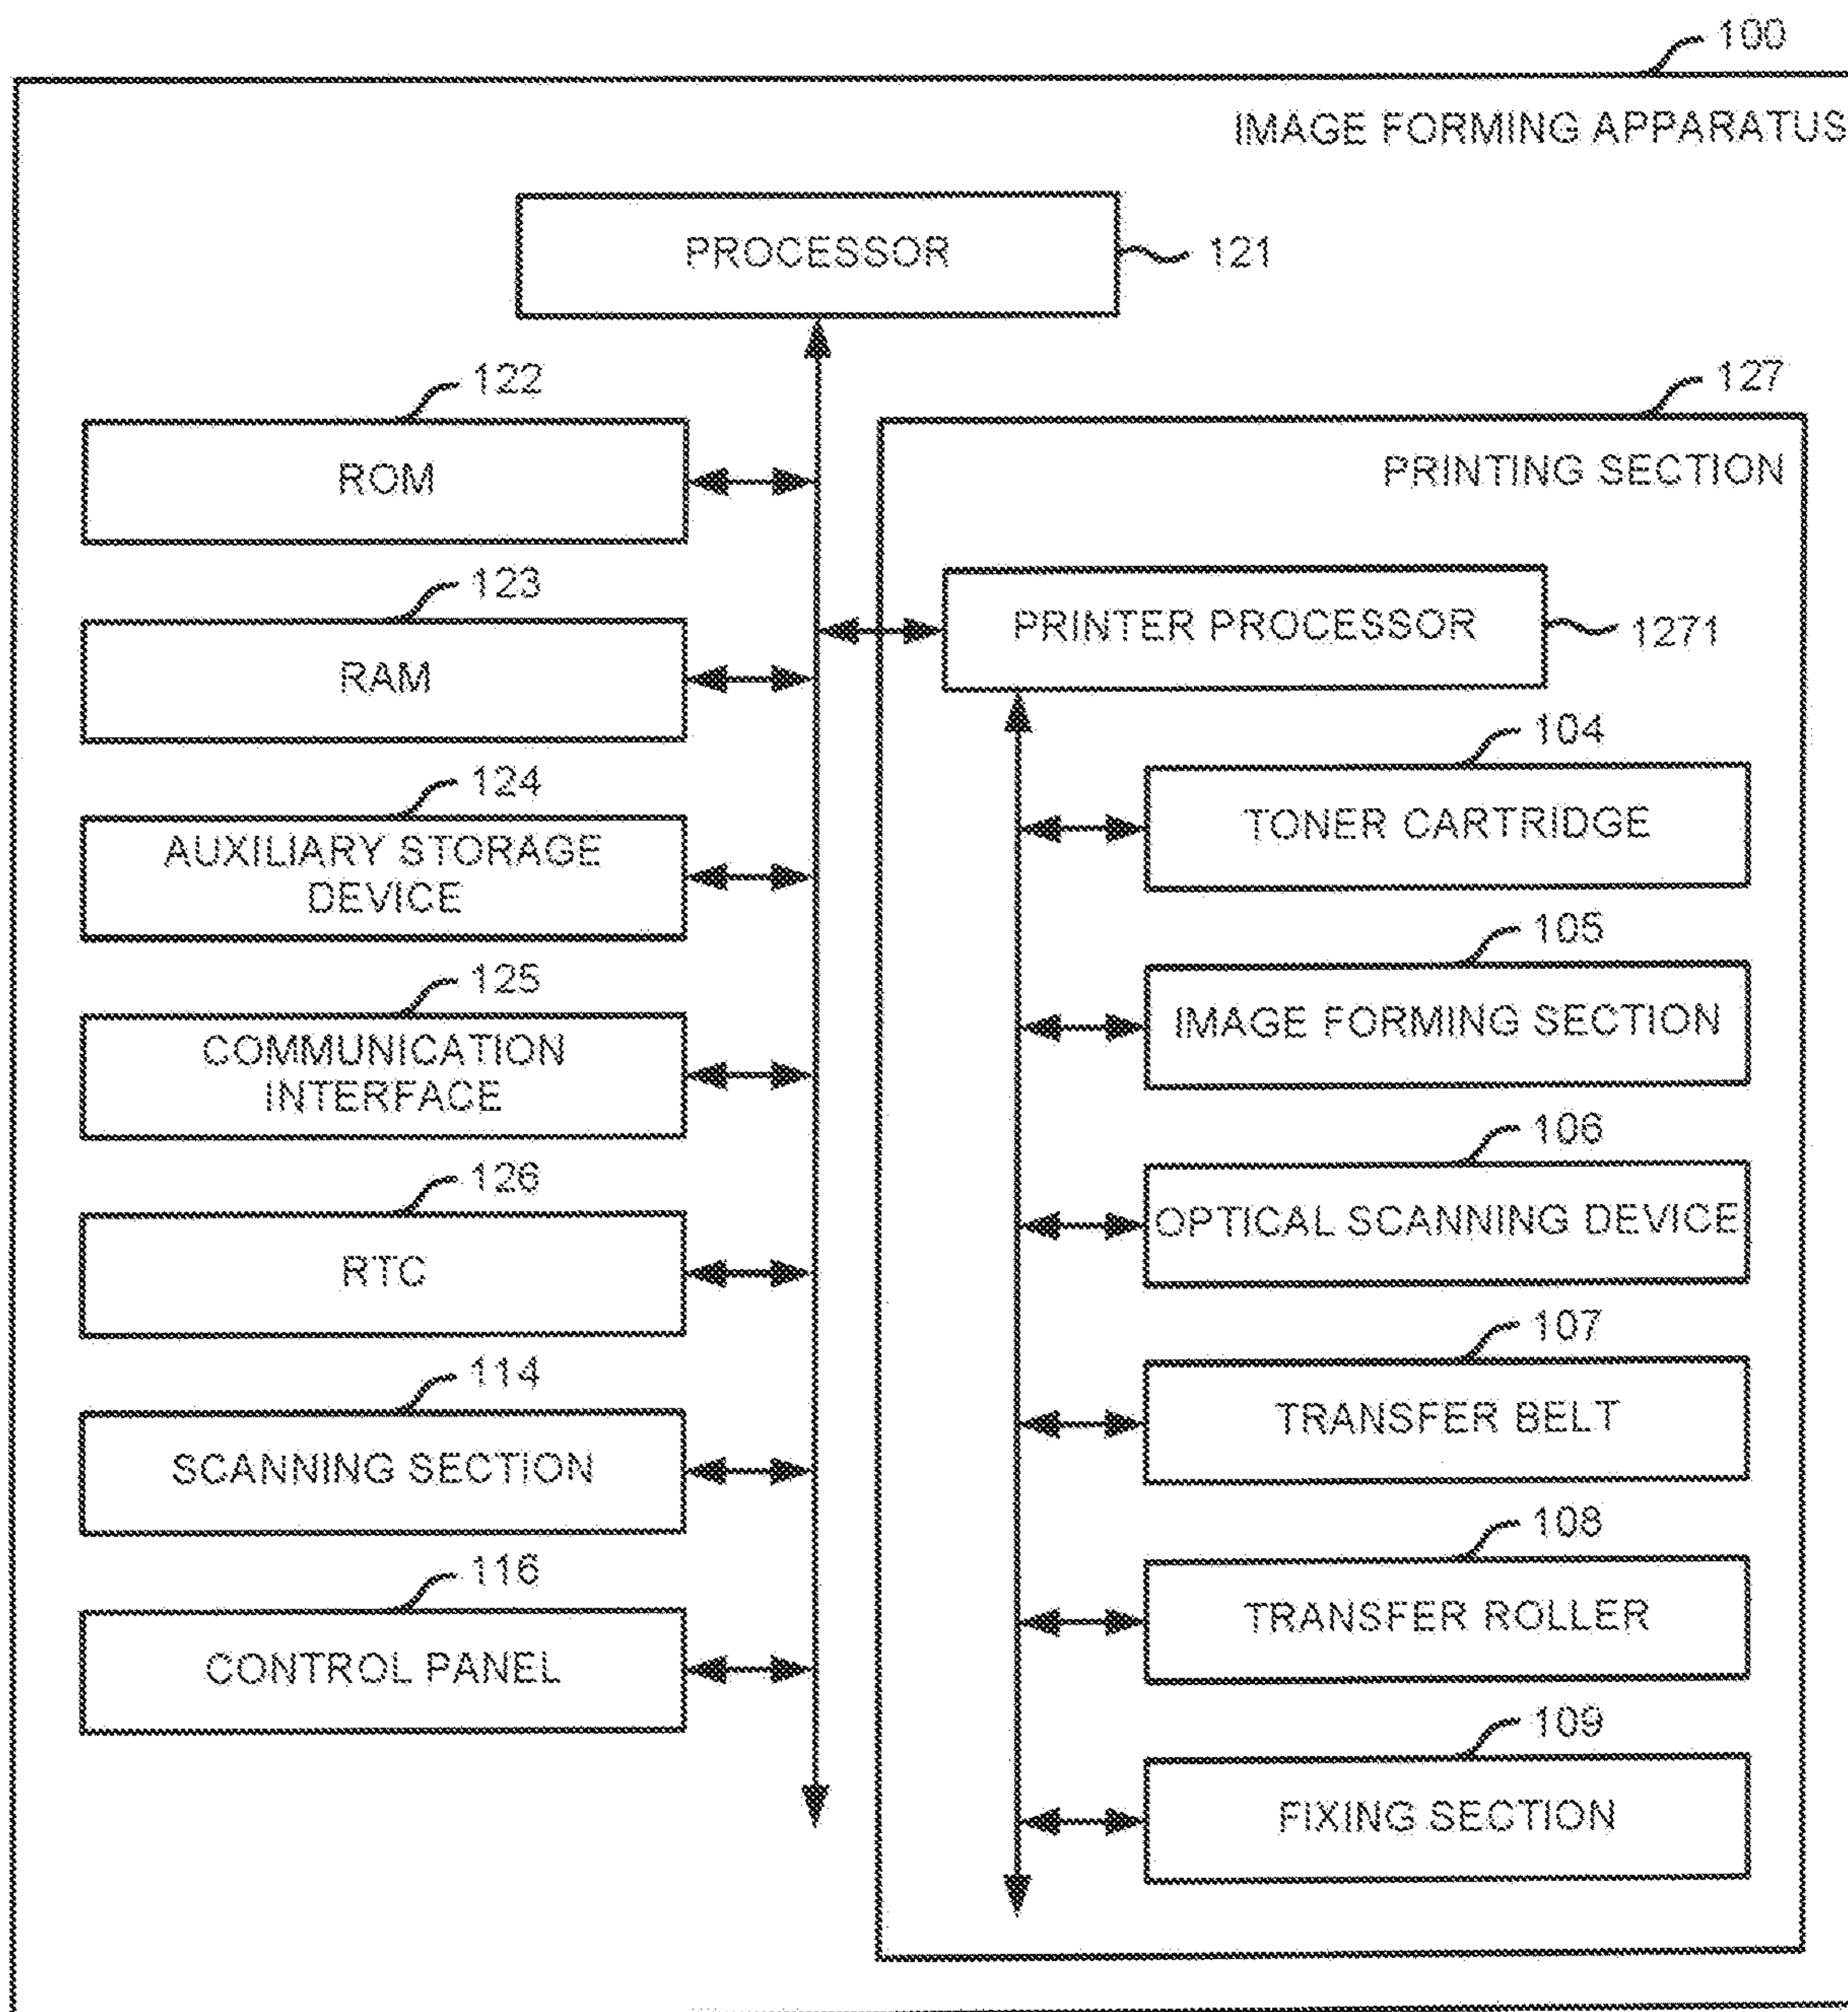 100
IMAGE FORMING APPARATUS
PROCESSOR
121
122
ROM
123
RAM
124
AUXILIARY STORAGE
DEVICE
125
COMMUNICATION
INTERFACE
126
RTC
114
SCANNING SECTION
116
CONTROL PANEL
127
PRINTING SECTION
PRINTER PROCESSOR
1271
104
TONER CARTRIDGE
105
IMAGE FORMING SECTION
106
OPTICAL SCANNING DEVICE
107
TRANSFER BELT
108
TRANSFER ROLLER
109
FIXING SECTION